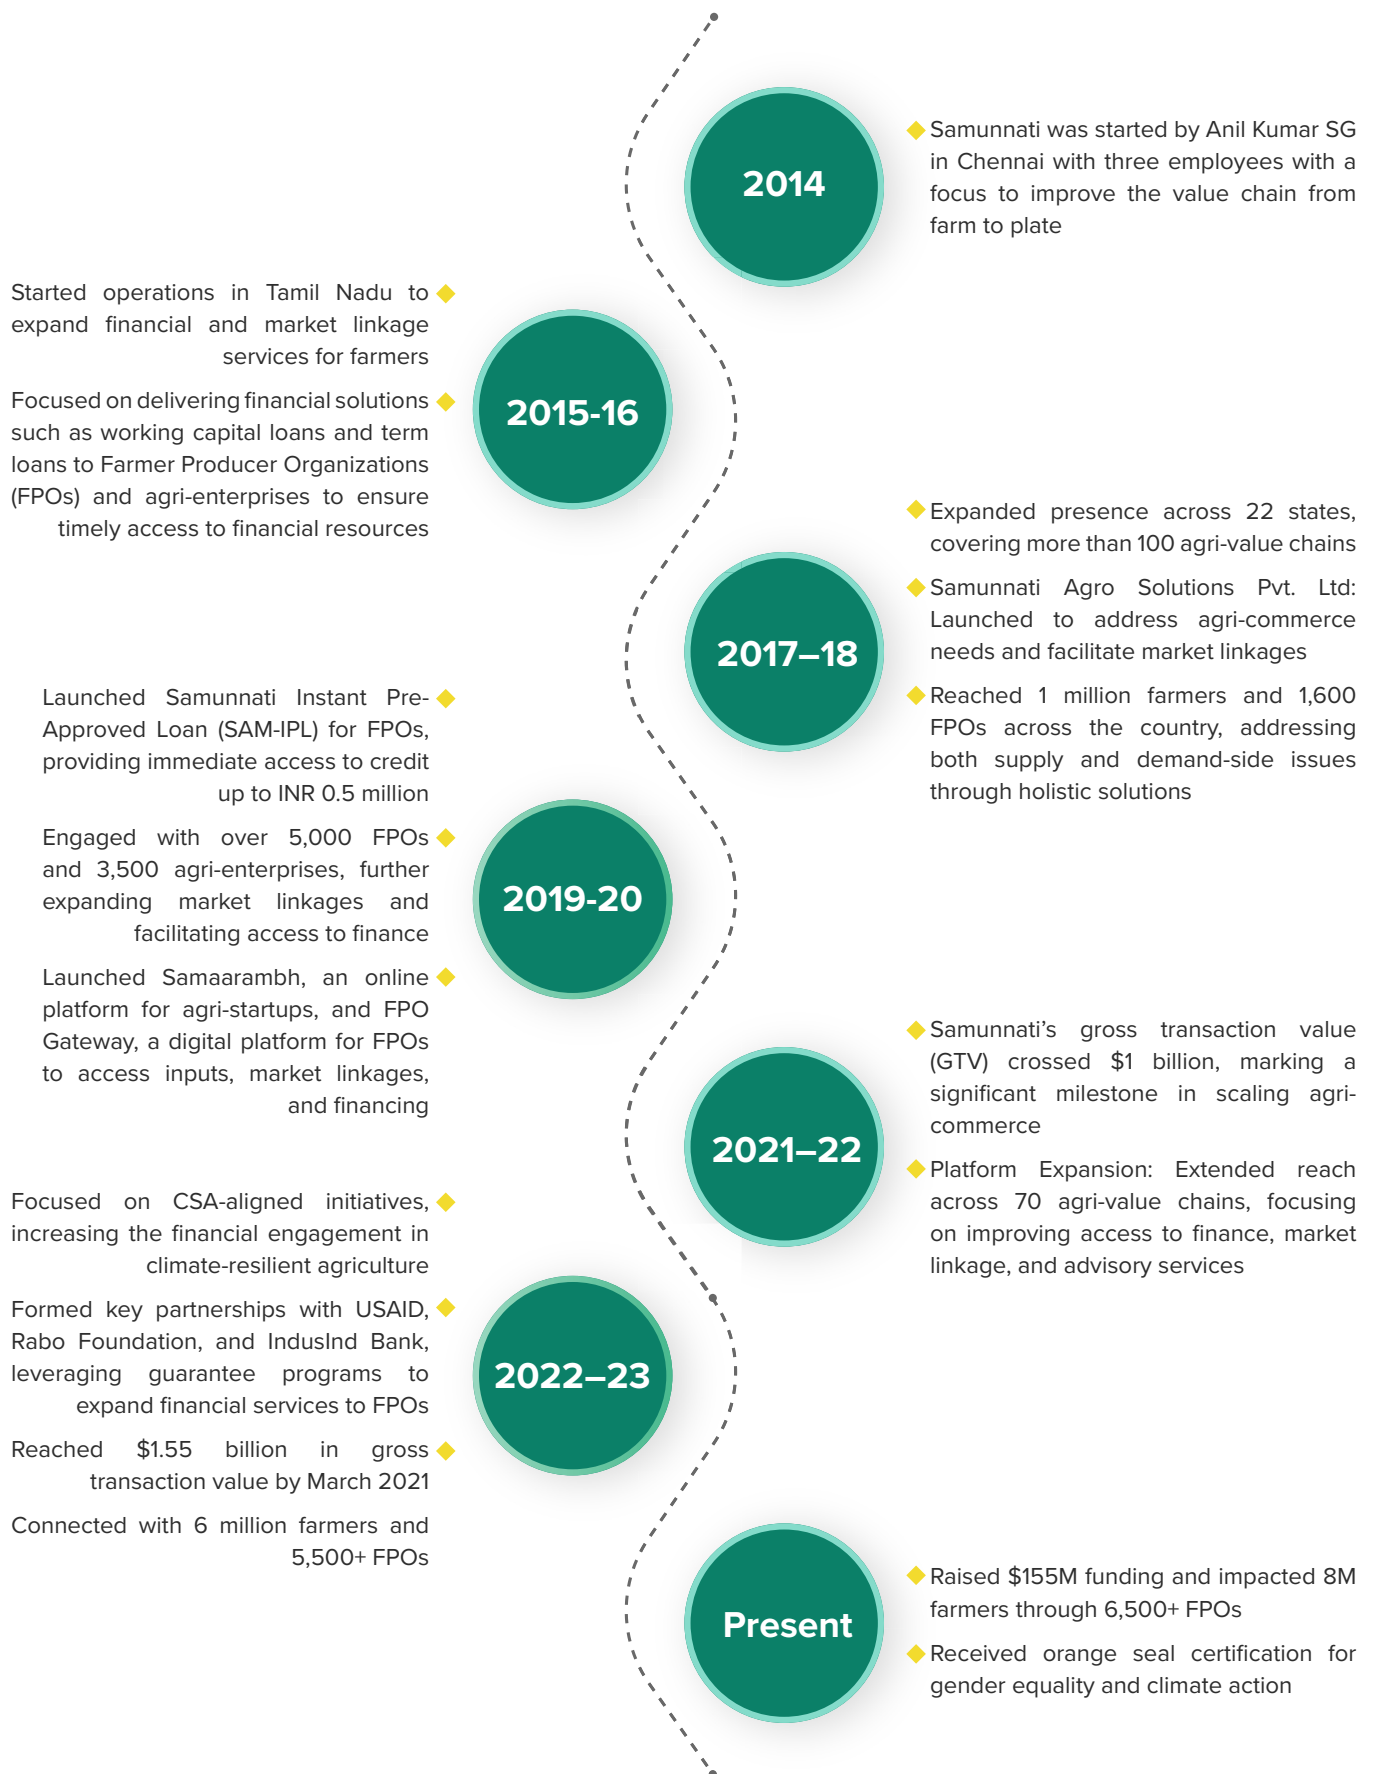 2014
Samunnati was started by Anil Kumar SG
in Chennai with three employees with a
focus to improve the value chain from
farm to plate
Started operations in Tamil Nadu to
expand financial and market linkage
services for farmers
Focused on delivering financial solutions
such as working capital loans and term
loans to Farmer Producer Organizations
(FPOs) and agri-enterprises to ensure
timely access to financial resources
2015-16
2017–18
Expanded presence across 22 states,
covering more than 100 agri-value chains
Samunnati Agro Solutions Pvt. Ltd:
Launched to address agri-commerce
needs and facilitate market linkages
Reached 1 million farmers and 1,600
FPOs across the country, addressing
both supply and demand-side issues
through holistic solutions
Launched Samunnati Instant Pre-
Approved Loan (SAM-IPL) for FPOs,
providing immediate access to credit
up to INR 0.5 million
Engaged with over 5,000 FPOs
and 3,500 agri-enterprises, further
expanding market linkages and
facilitating access to finance
Launched Samaarambh, an online
platform for agri-startups, and FPO
Gateway, a digital platform for FPOs
to access inputs, market linkages,
and financing
2019-20
2021–22
Samunnati’s gross transaction value
(GTV) crossed $1 billion, marking a
significant milestone in scaling agri-
commerce
Platform Expansion: Extended reach
across 70 agri-value chains, focusing
on improving access to finance, market
linkage, and advisory services
Focused on CSA-aligned initiatives,
increasing the financial engagement in
climate-resilient agriculture
Formed key partnerships with USAID,
Rabo Foundation, and IndusInd Bank,
leveraging guarantee programs to
expand financial services to FPOs
Reached $1.55 billion in gross
transaction value by March 2021
Connected with 6 million farmers and
5,500+ FPOs
2022–23
Present
Raised $155M funding and impacted 8M
farmers through 6,500+ FPOs
Received orange seal certification for
gender equality and climate action